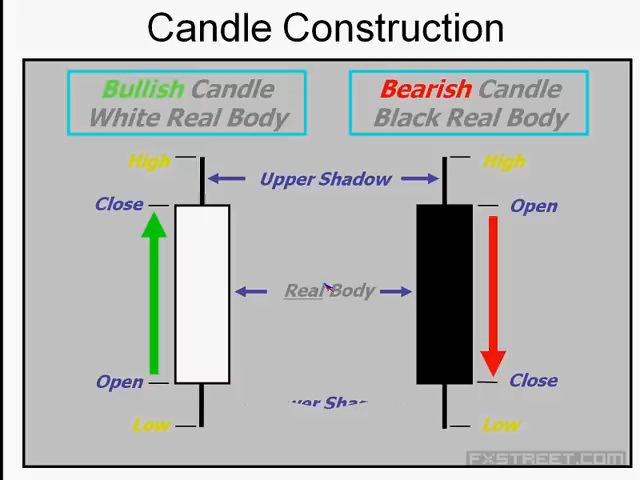 Candle Construction
Bullish Candle
White Real Body
Bearish Candle
Black Real Body
High
High
Upper Shadow
Close
Open
Real Body
Open
Close
Low
Low
FXSTREET.COM